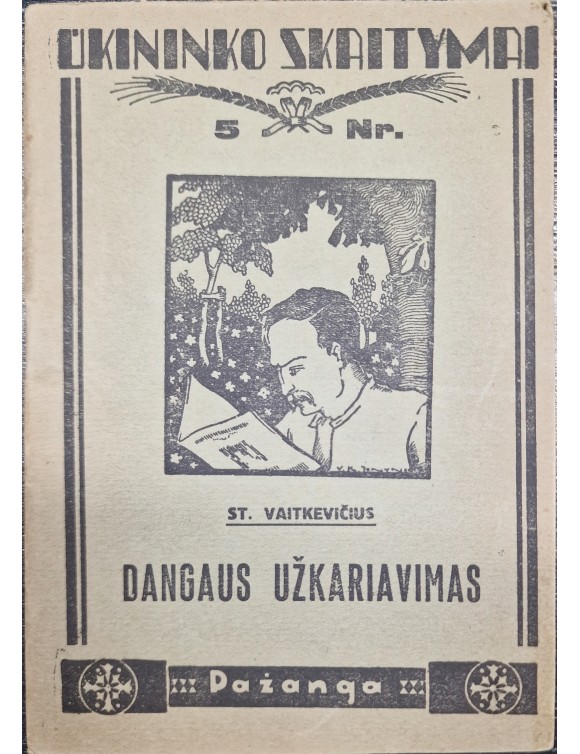 ŪKININKO SKAITYMAI
5 Nr.
ST. VAITKEVIČIUS
DANGAUS UŽKARIAVIMAS
Pažanga